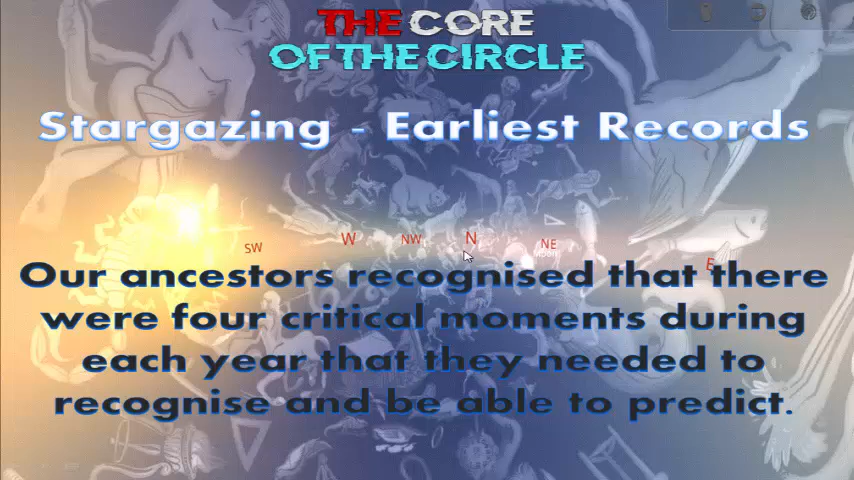 THE CORE
OF THE CIRCLE
Stargazing - Earliest Records
SW W NW N NE E
Moon
Our ancestors recognised that there
were four critical moments during
each year that they needed to
recognise and be able to predict.